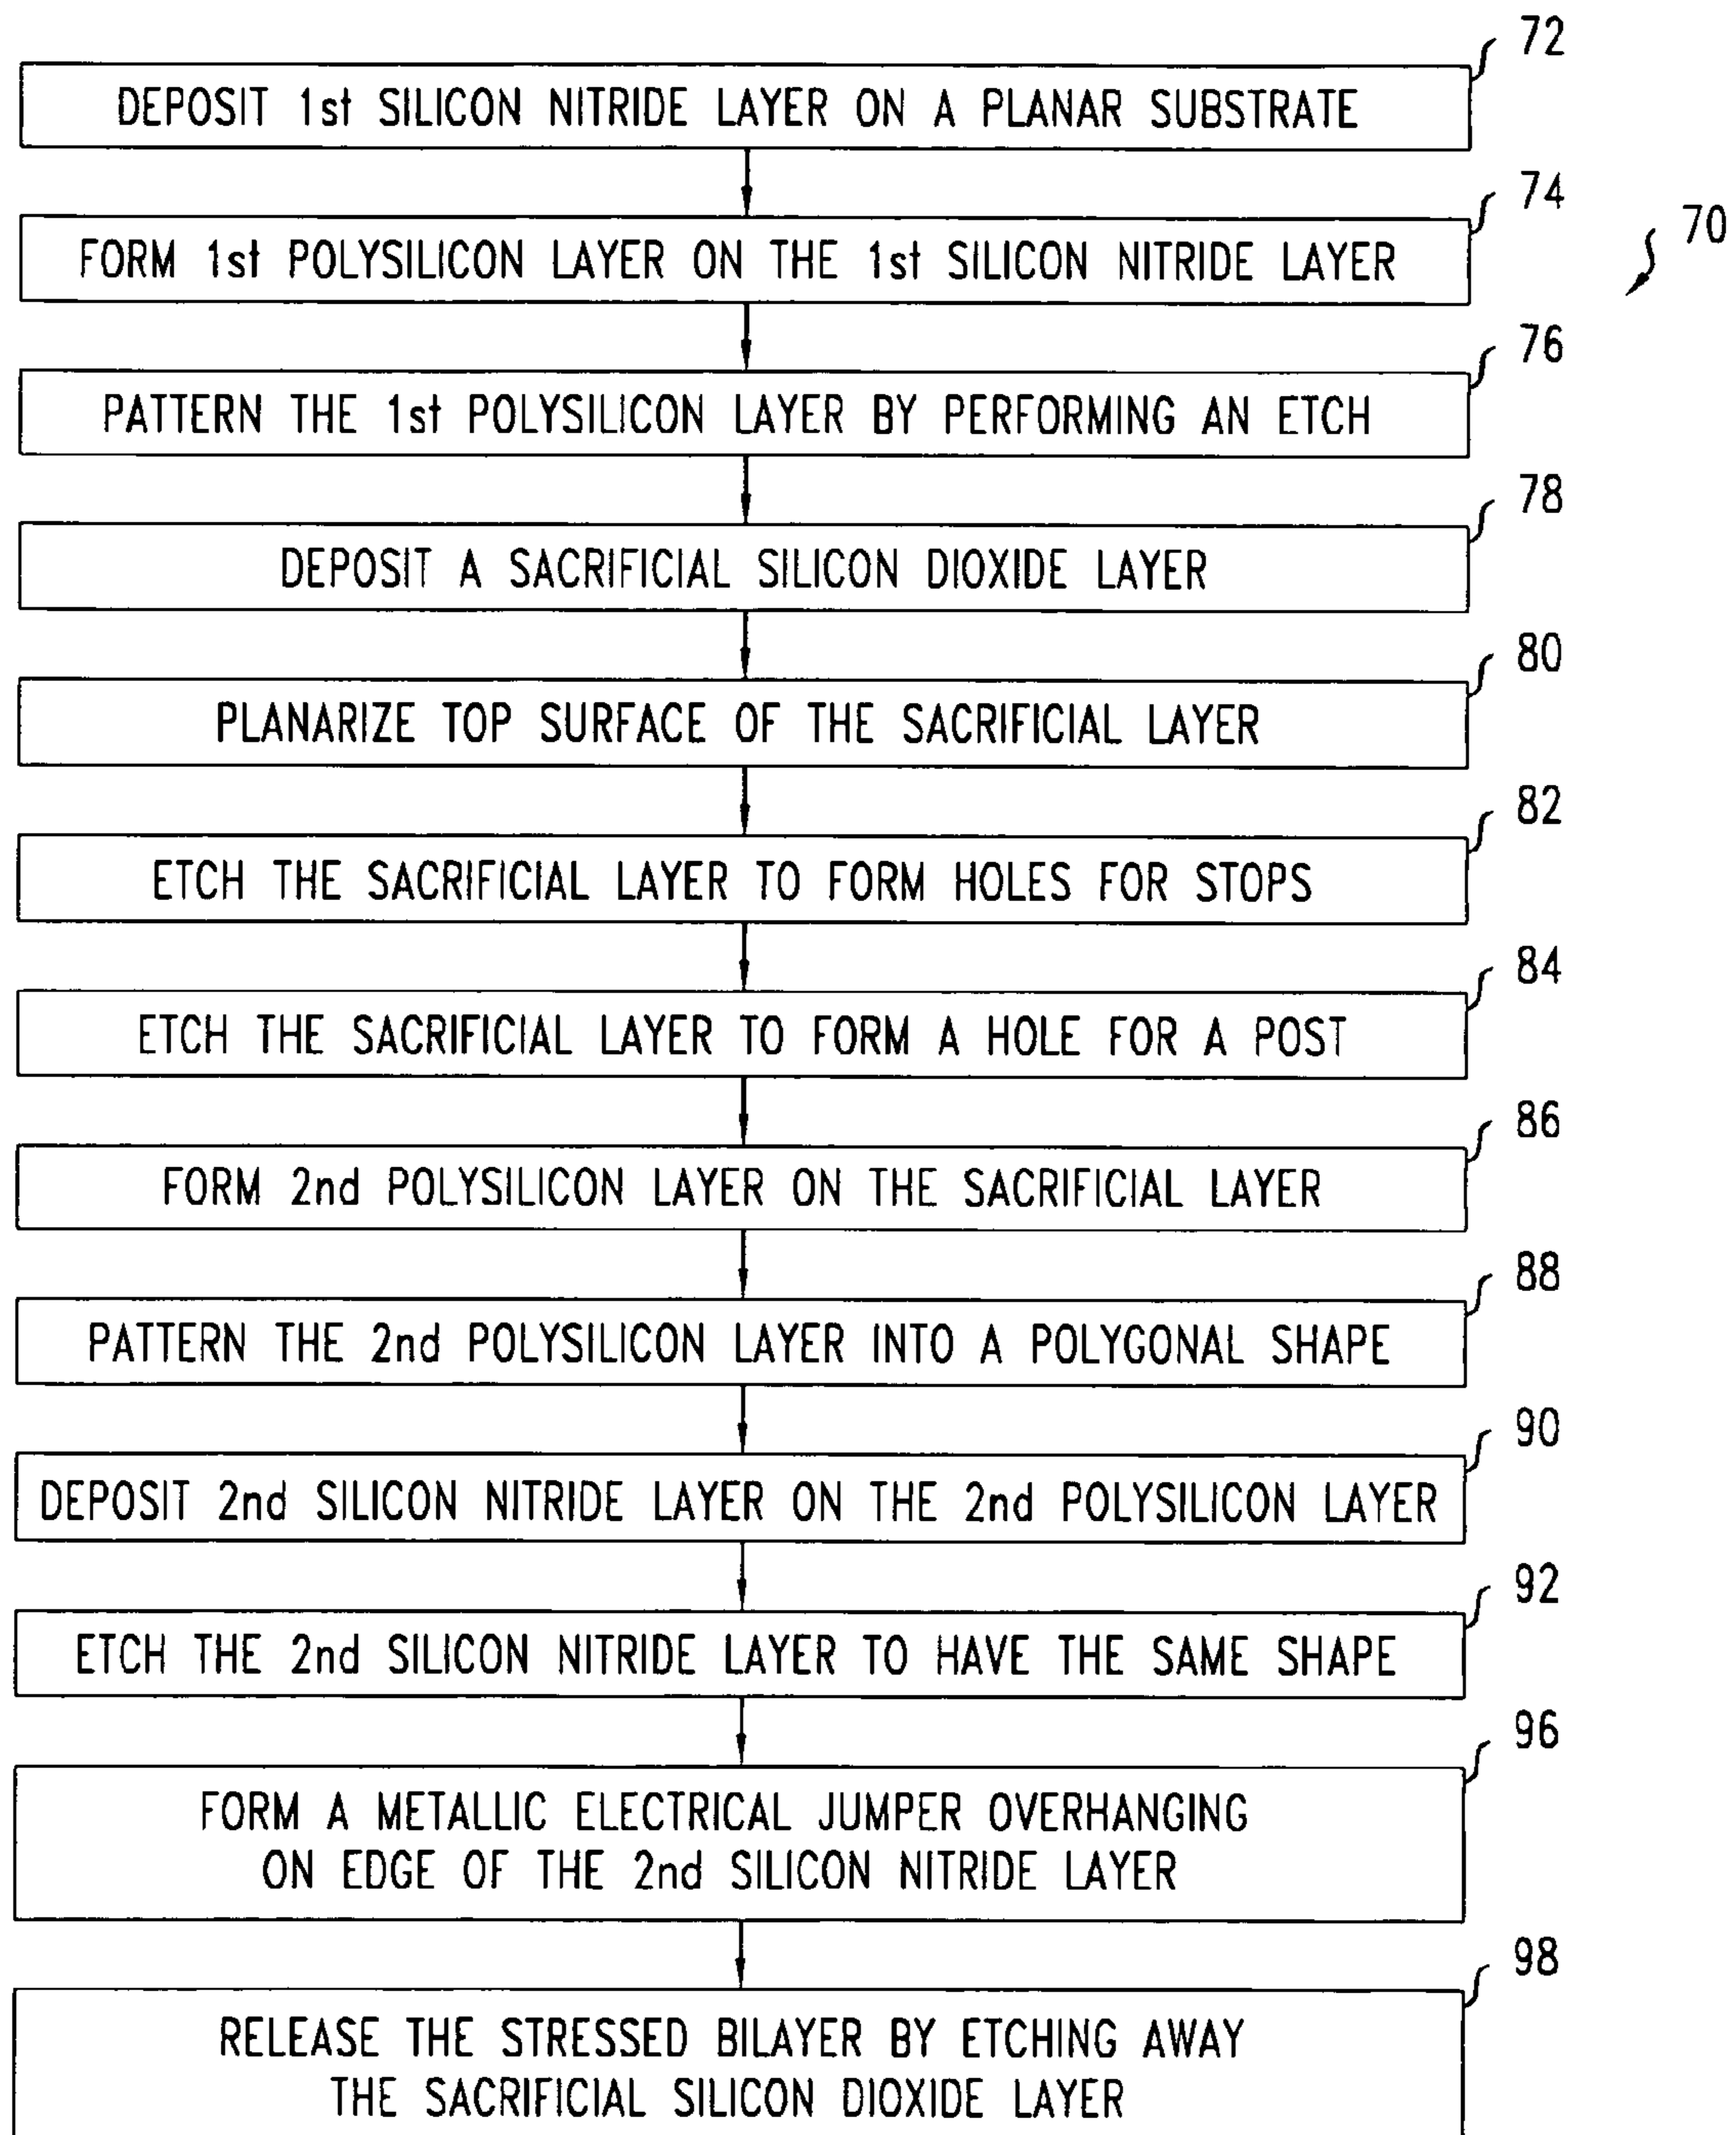 72
DEPOSIT 1st SILICON NITRIDE LAYER ON A PLANAR SUBSTRATE
74
70
FORM 1st POLYSILICON LAYER ON THE 1st SILICON NITRIDE LAYER
76
PATTERN THE 1st POLYSILICON LAYER BY PERFORMING AN ETCH
78
DEPOSIT A SACRIFICIAL SILICON DIOXIDE LAYER
80
PLANARIZE TOP SURFACE OF THE SACRIFICIAL LAYER
82
ETCH THE SACRIFICIAL LAYER TO FORM HOLES FOR STOPS
84
ETCH THE SACRIFICIAL LAYER TO FORM A HOLE FOR A POST
86
FORM 2nd POLYSILICON LAYER ON THE SACRIFICIAL LAYER
88
PATTERN THE 2nd POLYSILICON LAYER INTO A POLYGONAL SHAPE
90
DEPOSIT 2nd SILICON NITRIDE LAYER ON THE 2nd POLYSILICON LAYER
92
ETCH THE 2nd SILICON NITRIDE LAYER TO HAVE THE SAME SHAPE
96
FORM A METALLIC ELECTRICAL JUMPER OVERHANGING
ON EDGE OF THE 2nd SILICON NITRIDE LAYER
98
RELEASE THE STRESSED BILAYER BY ETCHING AWAY
THE SACRIFICIAL SILICON DIOXIDE LAYER